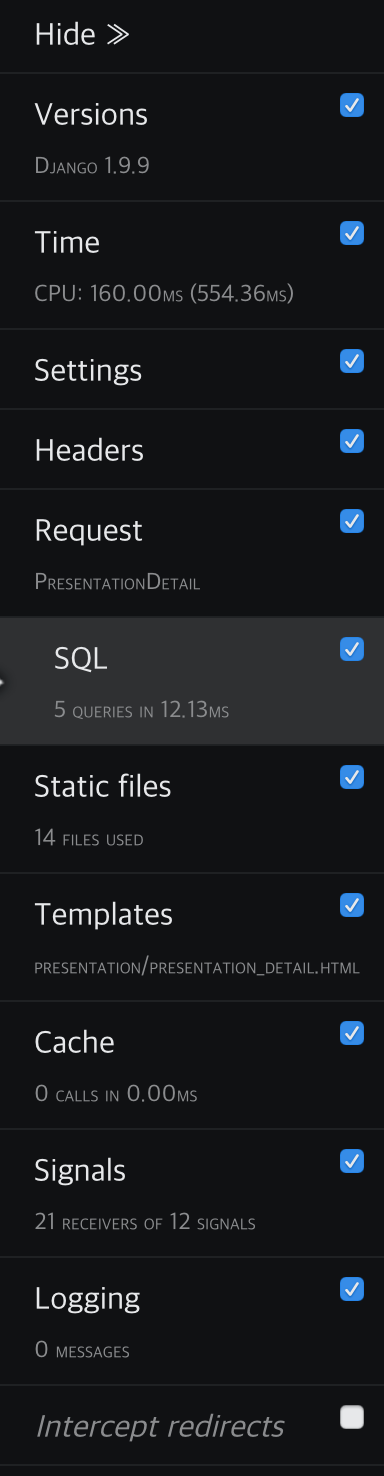 Hide ≫
Versions
Django 1.9.9
Time
CPU: 160.00ms (554.36ms)
Settings
Headers
Request
PresentationDetail
SQL
5 queries in 12.13ms
Static files
14 files used
Templates
presentation/presentation_detail.html
Cache
0 calls in 0.00ms
Signals
21 receivers of 12 signals
Logging
0 messages
Intercept redirects